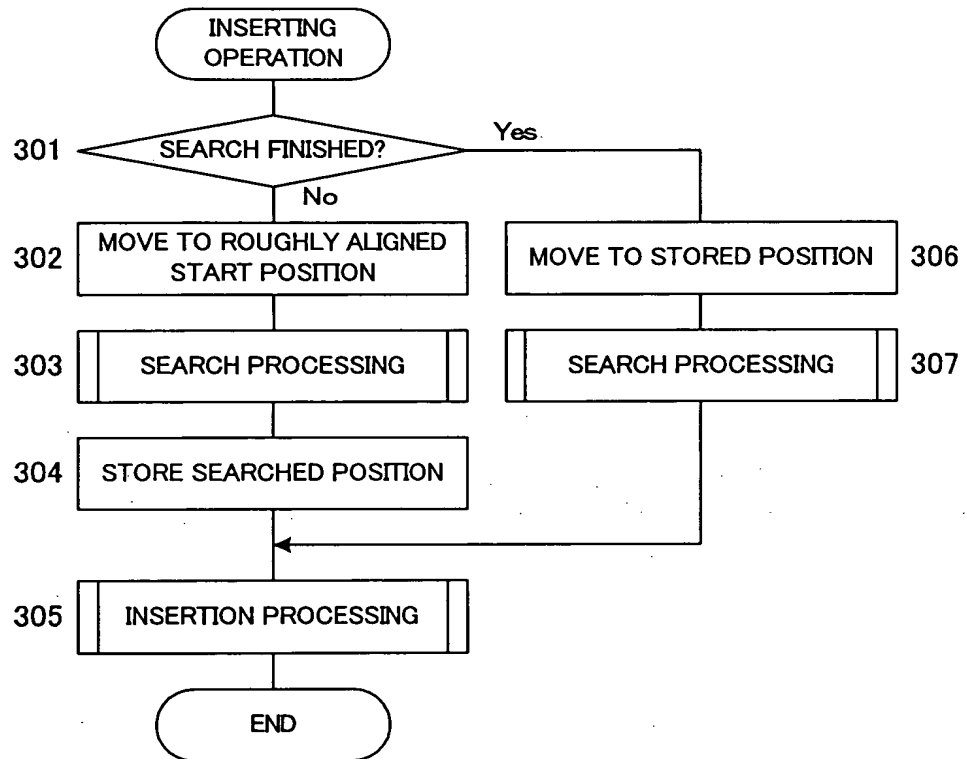 INSERTING
OPERATION
301
SEARCH FINISHED?
Yes
No
302
MOVE TO ROUGHLY ALIGNED
START POSITION
MOVE TO STORED POSITION
306
303
SEARCH PROCESSING
SEARCH PROCESSING
307
304
STORE SEARCHED POSITION
305
INSERTION PROCESSING
END